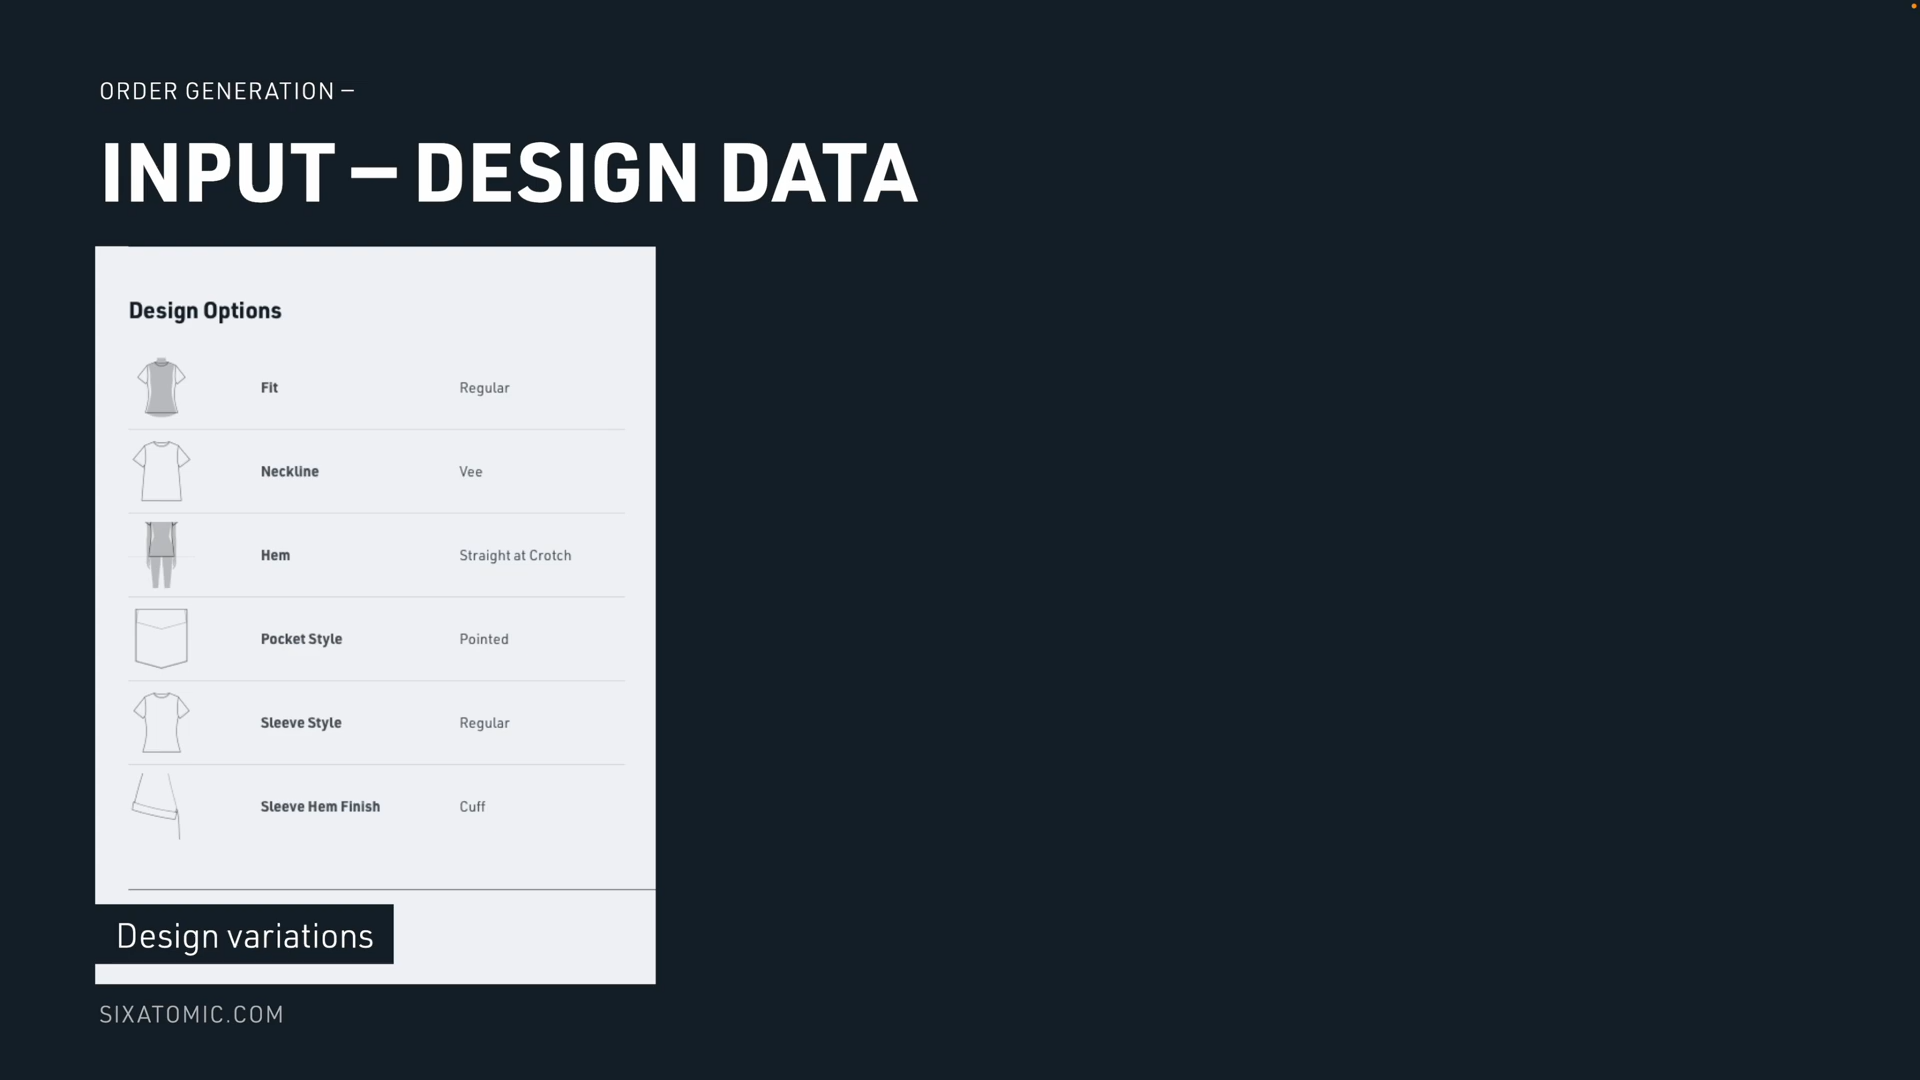 ORDER GENERATION —
INPUT — DESIGN DATA
Design Options
Fit Regular
Neckline Vee
Hem Straight at Crotch
Pocket Style Pointed
Sleeve Style Regular
Sleeve Hem Finish Cuff
Design variations
SIXATOMIC.COM